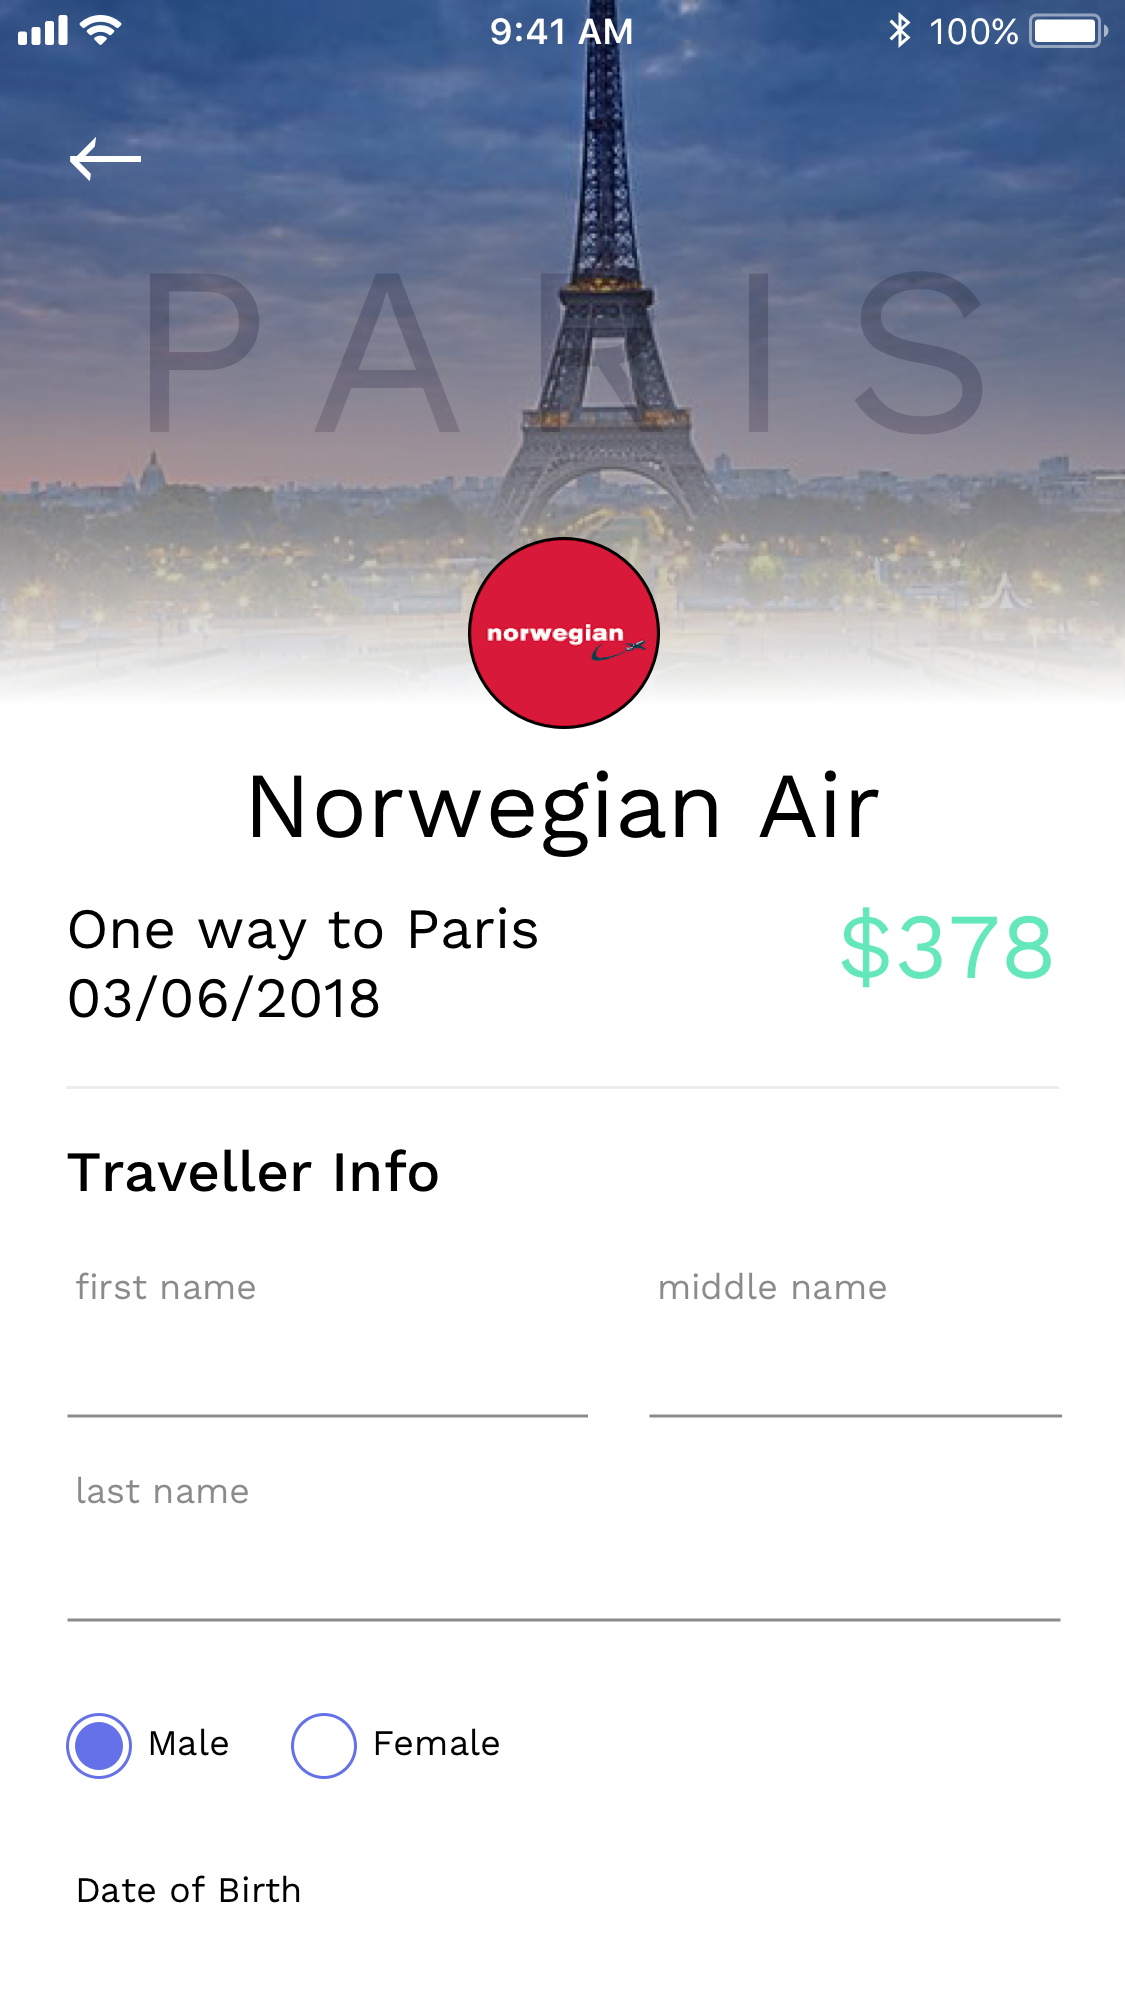 9:41 AM
100%
PARIS
norwegian
Norwegian Air
One way to Paris
03/06/2018
$378
Traveller Info
first name
middle name
last name
Male
Female
Date of Birth